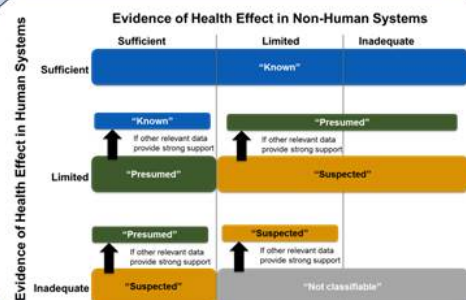 Evidence of Health Effect in Non-Human Systems
Sufficient Limited Inadequate
Evidence of Health Effect in Human Systems
Sufficient
"Known"
"Known"
"Presumed"
If other relevant data
provide strong support
If other relevant data
provide strong support
Limited
"Presumed"
"Suspected"
"Presumed"
"Suspected"
If other relevant data
provide strong support
If other relevant data
provide strong support
Inadequate
"Suspected"
"Not classifiable"